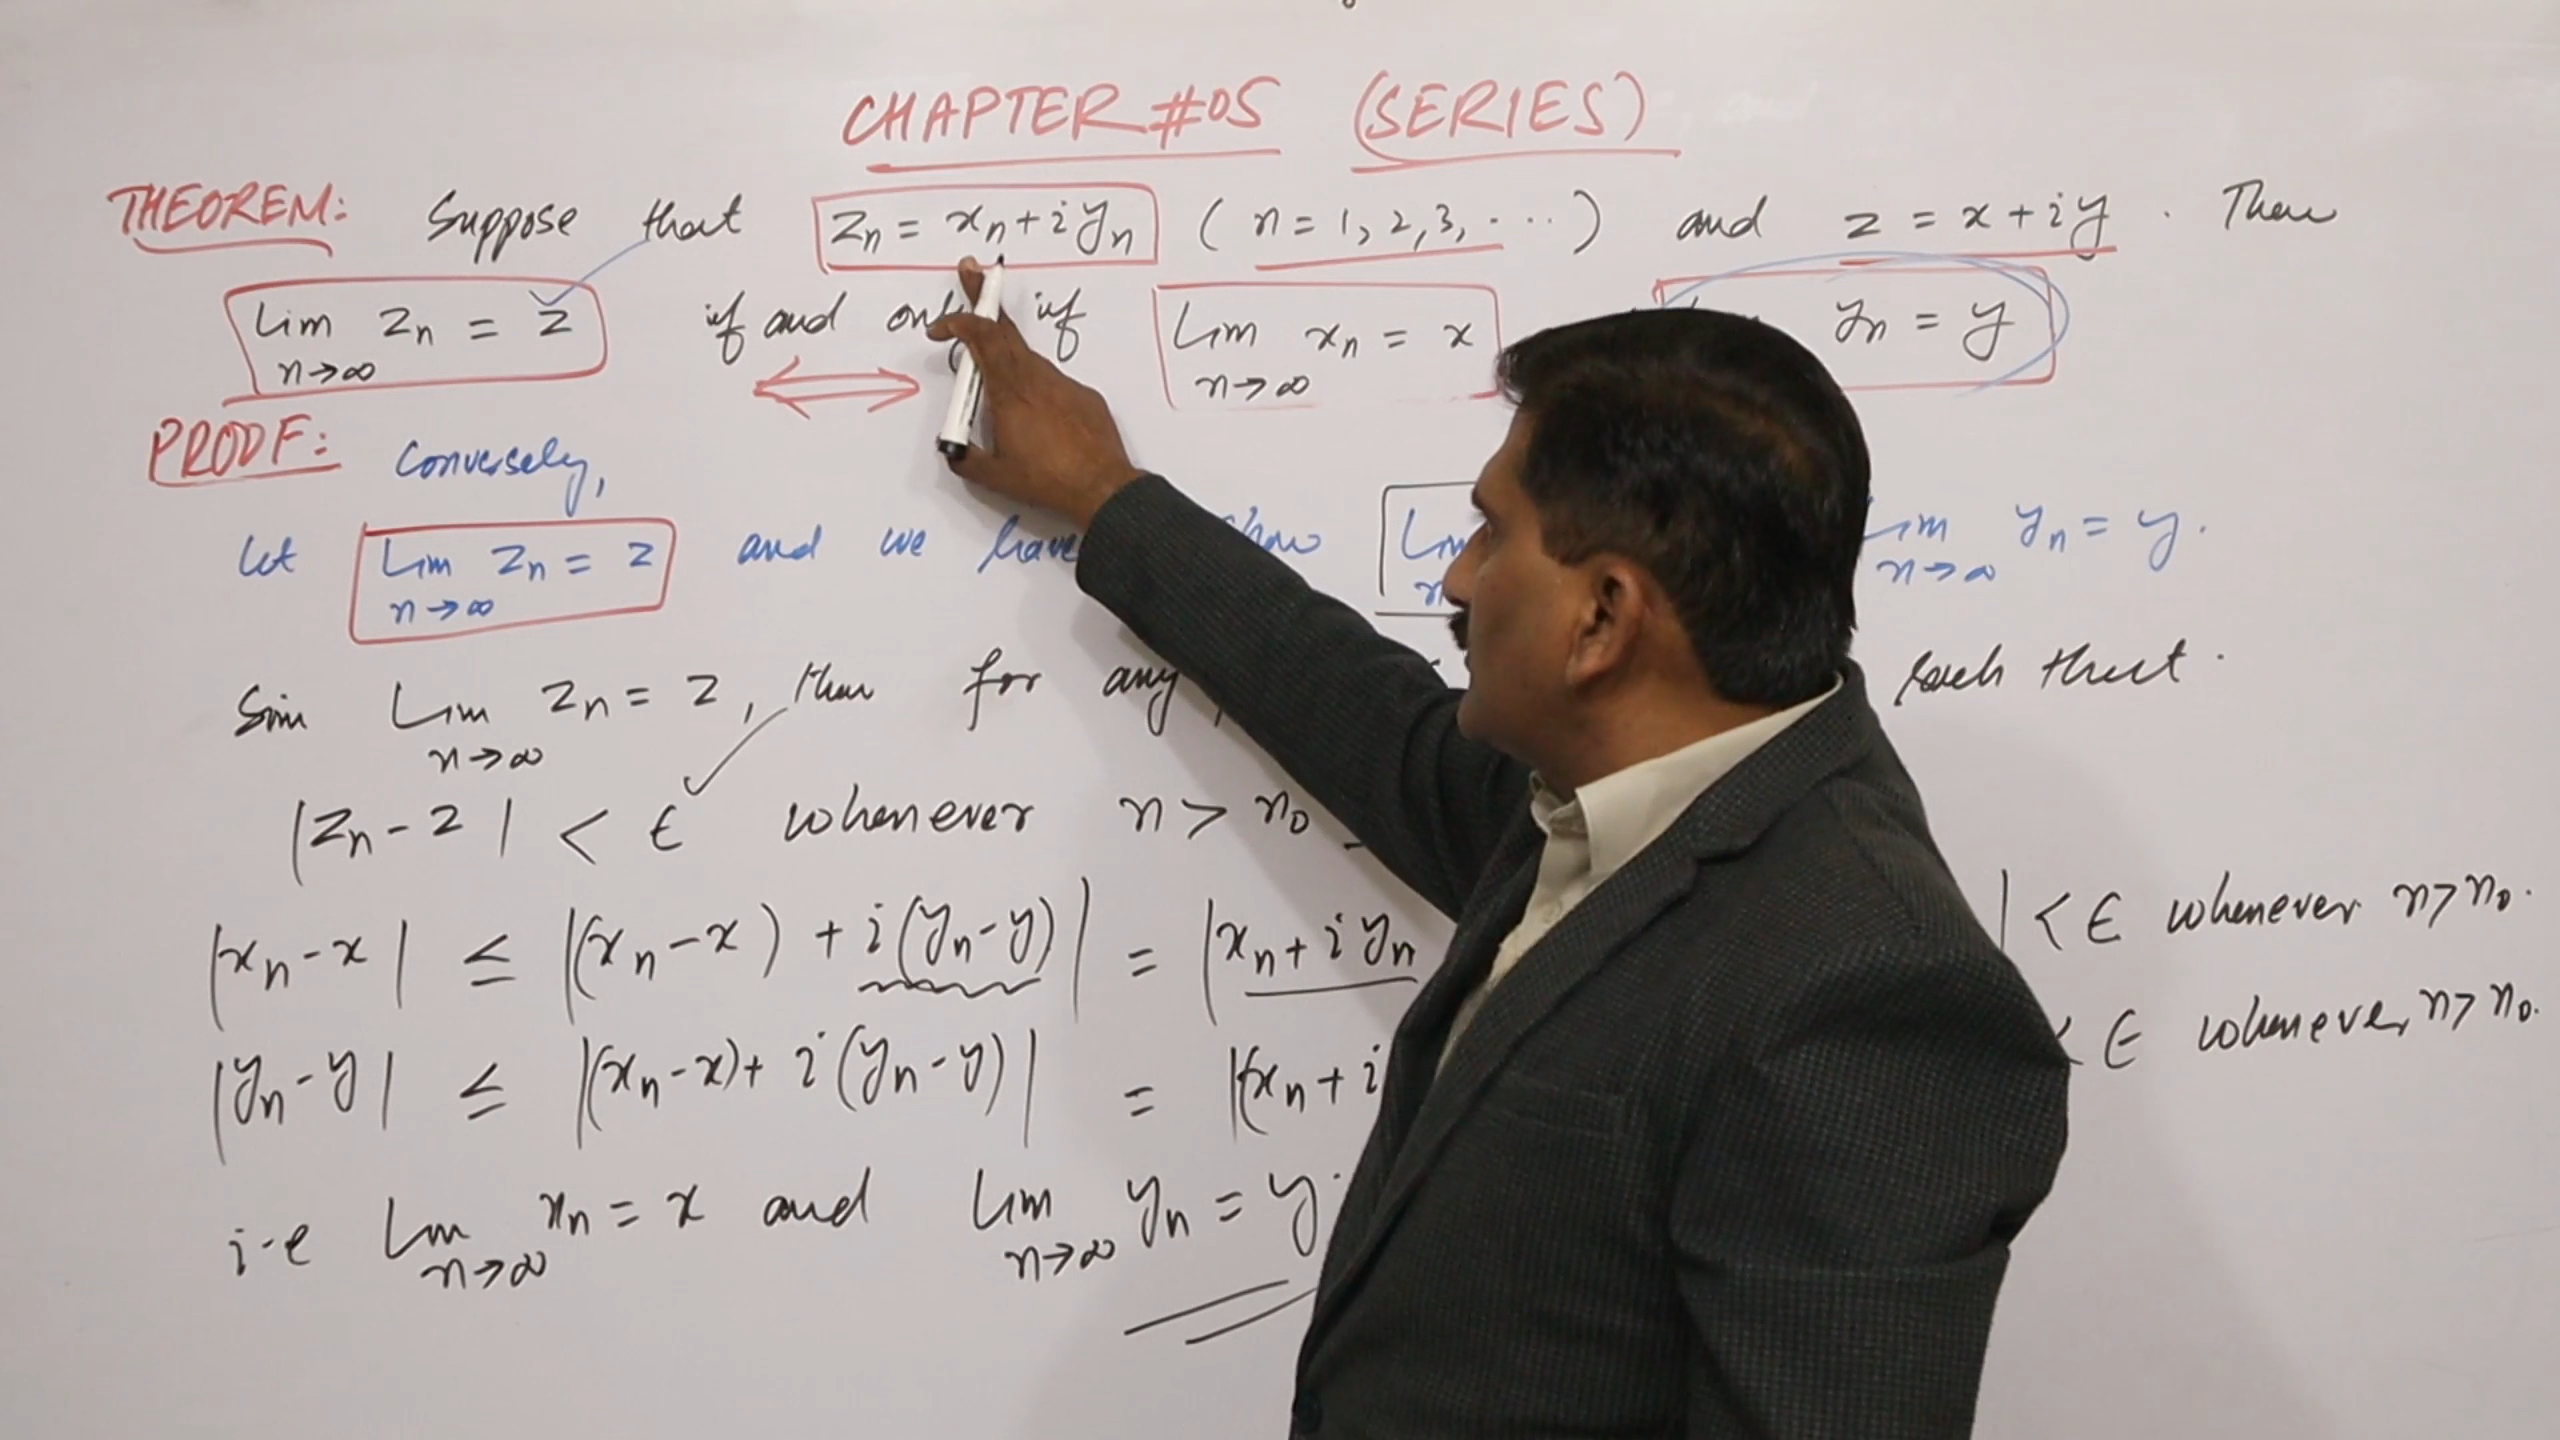 CHAPTER #05 (SERIES)
THEOREM: Suppose that zn = xn + i yn ( n = 1, 2, 3, ... ) and z = x + i y . Then
Lim n→∞ zn = z if and only if Lim n→∞ xn = x yn = y
PROOF: Conversely,
let Lim n→∞ zn = z and we have show Lim Lim n→∞ yn = y.
Lim n→∞ zn = z, then for any such that.
|zn - z| < ϵ whenever n > n0
|xn - x| ≤ |(xn - x) + i(yn - y)| = |xn + i yn | < ϵ whenever n > n0.
|yn - y| ≤ |(xn - x) + i(yn - y)| = |(xn + i < ϵ whenever n > n0.
i-e Lim n→∞ xn = x and Lim n→∞ yn = y.